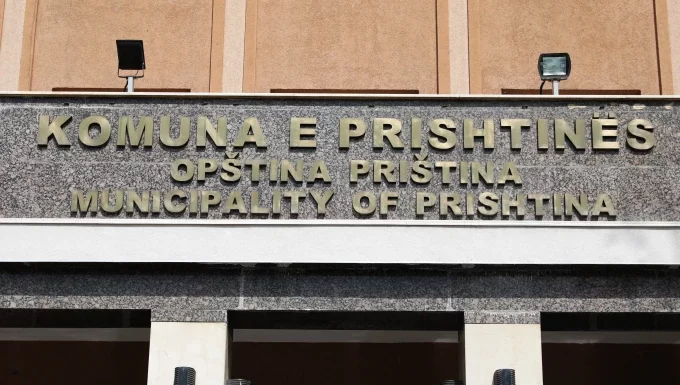 KOMUNA E PRISHTINËS
OPŠTINA PRIŠTINA
MUNICIPALITY OF PRISHTINA